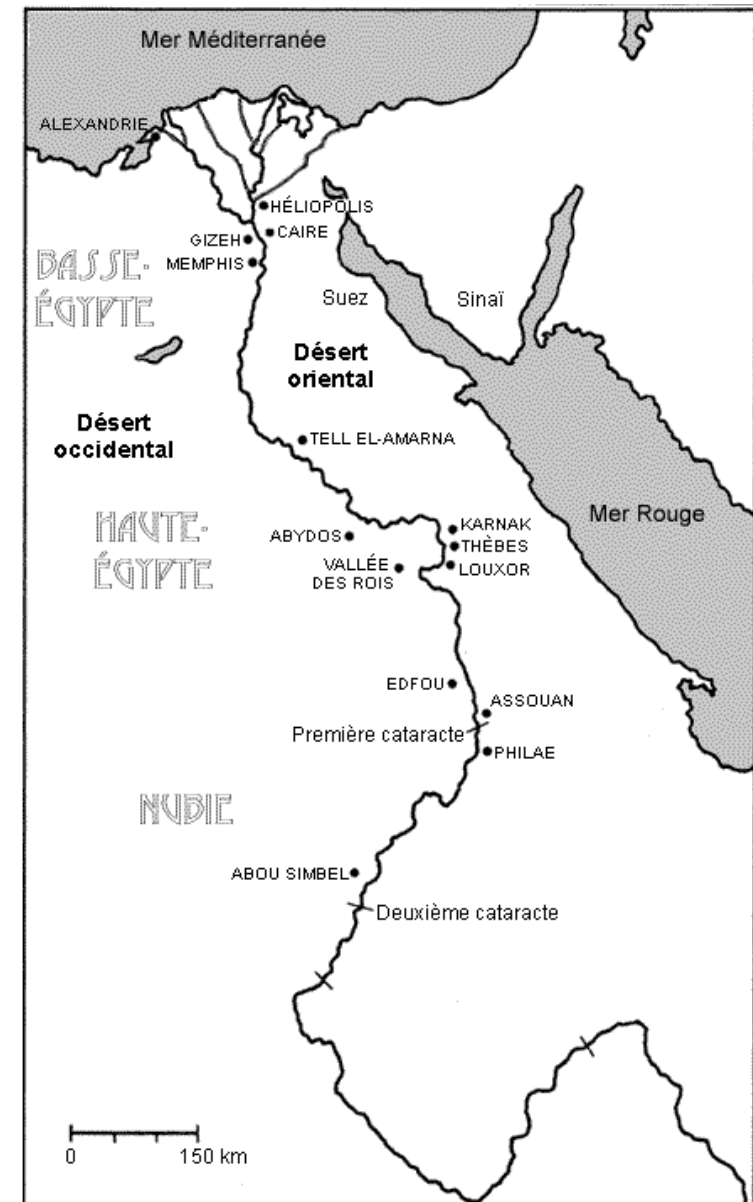 Mer Méditerranée
ALEXANDRIE
HÉLIOPOLIS
CAIRE
GIZEH
MEMPHIS
BASSE-
ÉGYPTE
Suez
Sinaï
Désert
oriental
Désert
occidental
TELL EL-AMARNA
HAUTE-
ÉGYPTE
Mer Rouge
KARNAK
ABYDOS
THÈBES
VALLÉE
DES ROIS
LOUXOR
EDFOU
ASSOUAN
Première cataracte
PHILAE
NUBIE
ABOU SIMBEL
Deuxième cataracte
0 150 km